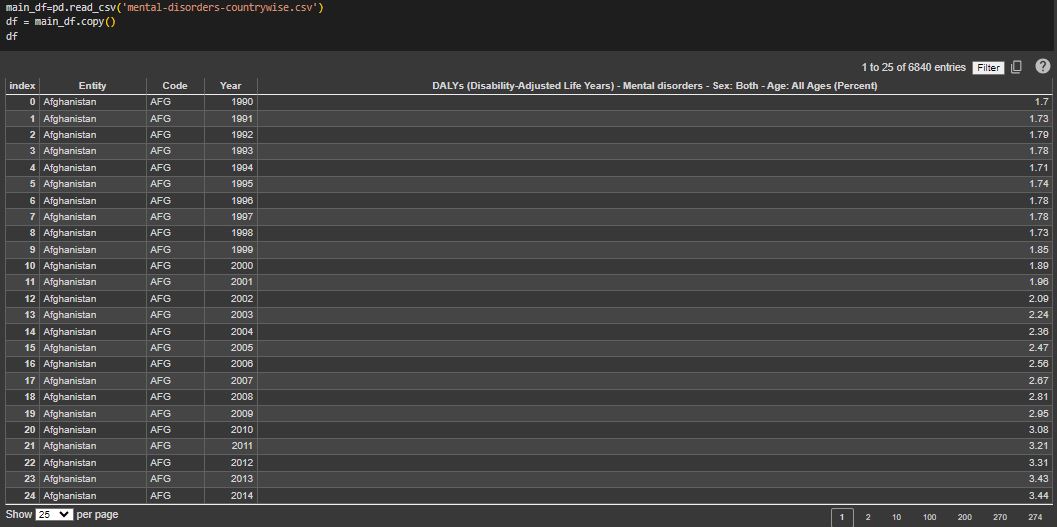 main_df=pd.read_csv('mental-disorders-countrywise.csv')
df = main_df.copy()
df
1 to 25 of 6840 entries Filter ?
index Entity Code Year DALYs (Disability-Adjusted Life Years) - Mental disorders - Sex: Both - Age: All Ages (Percent)
0 Afghanistan AFG 1990 1.7
1 Afghanistan AFG 1991 1.73
2 Afghanistan AFG 1992 1.79
3 Afghanistan AFG 1993 1.78
4 Afghanistan AFG 1994 1.71
5 Afghanistan AFG 1995 1.74
6 Afghanistan AFG 1996 1.78
7 Afghanistan AFG 1997 1.78
8 Afghanistan AFG 1998 1.73
9 Afghanistan AFG 1999 1.85
10 Afghanistan AFG 2000 1.89
11 Afghanistan AFG 2001 1.96
12 Afghanistan AFG 2002 2.09
13 Afghanistan AFG 2003 2.24
14 Afghanistan AFG 2004 2.36
15 Afghanistan AFG 2005 2.47
16 Afghanistan AFG 2006 2.56
17 Afghanistan AFG 2007 2.67
18 Afghanistan AFG 2008 2.81
19 Afghanistan AFG 2009 2.95
20 Afghanistan AFG 2010 3.08
21 Afghanistan AFG 2011 3.21
22 Afghanistan AFG 2012 3.31
23 Afghanistan AFG 2013 3.43
24 Afghanistan AFG 2014 3.44
Show 25 per page 1 2 10 100 200 270 274